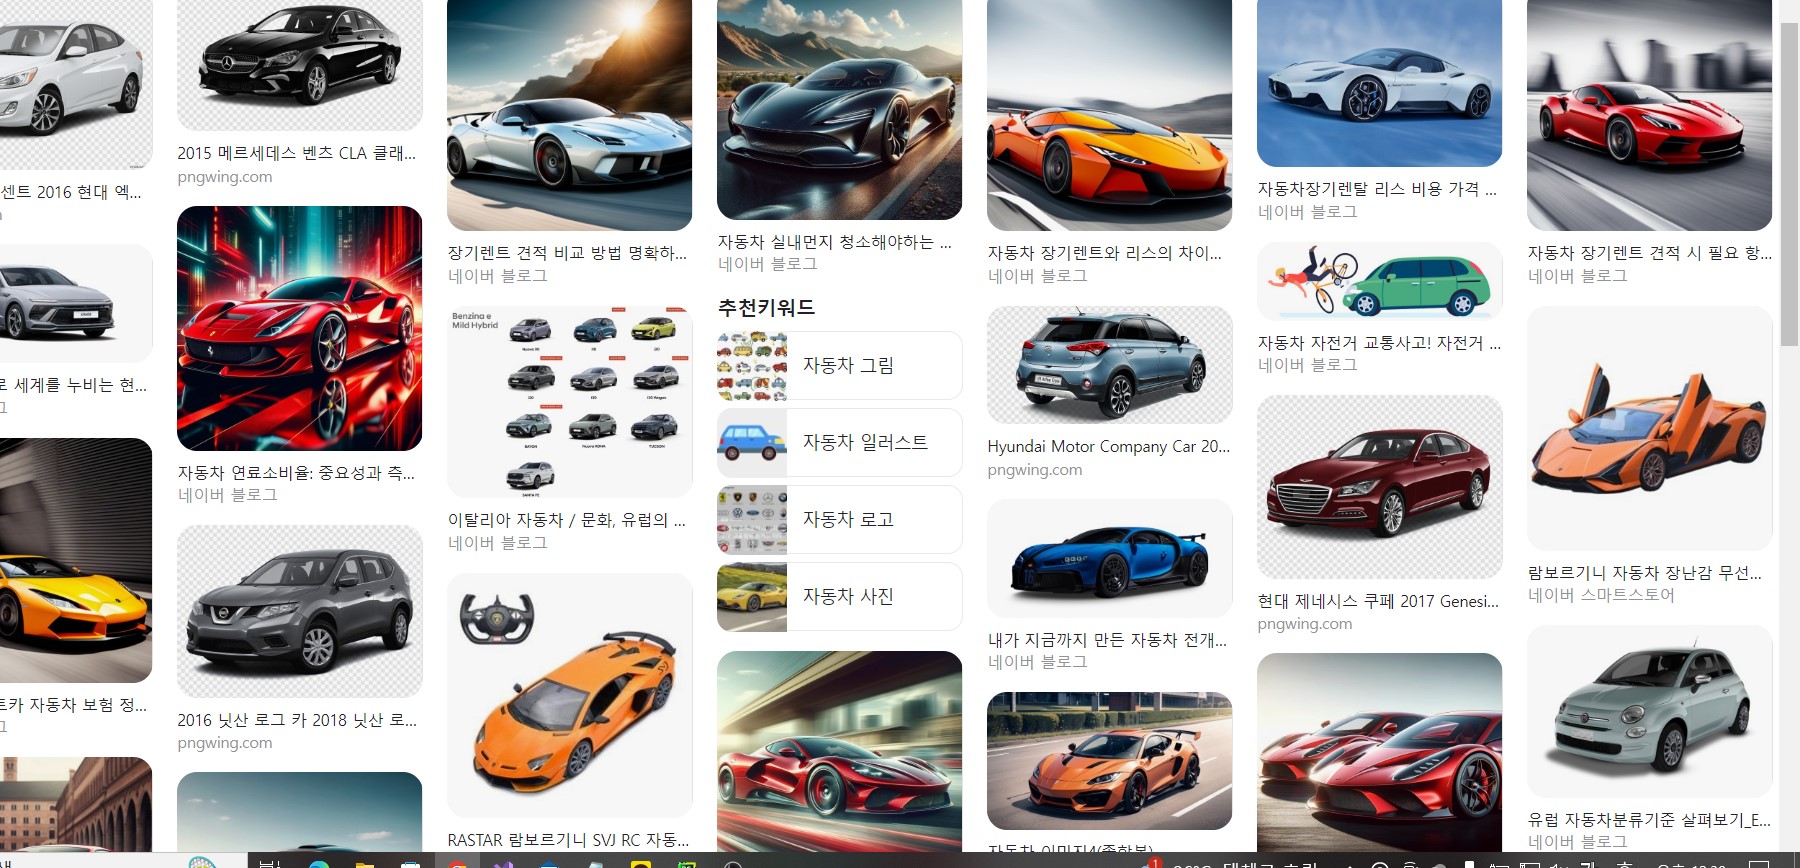 센트 2016 현대 엑...
로 세계를 누비는 현...
트카 자동차 보험 정...
2015 메르세데스 벤츠 CLA 클래...
pngwing.com
자동차 연료소비율: 중요성과 측...
네이버 블로그
2016 닛산 로그 카 2018 닛산 로...
pngwing.com
장기렌트 견적 비교 방법 명확하...
네이버 블로그
Benzina e
Mild Hybrid
BAYON
TUCSON
SANTA FE
이탈리아 자동차 / 문화, 유럽의 ...
네이버 블로그
RASTAR 람보르기니 SVJ RC 자동...
자동차 실내먼지 청소해야하는 ...
네이버 블로그
추천키워드
자동차 그림
자동차 일러스트
자동차 로고
자동차 사진
자동차 장기렌트와 리스의 차이...
네이버 블로그
Hyundai Motor Company Car 20...
pngwing.com
내가 지금까지 만든 자동차 전개...
네이버 블로그
자동차장기렌탈 리스 비용 가격 ...
네이버 블로그
자동차 자전거 교통사고! 자전거 ...
네이버 블로그
현대 제네시스 쿠페 2017 Genesi...
pngwing.com
자동차 장기렌트 견적 시 필요 항...
네이버 블로그
람보르기니 자동차 장난감 무선...
네이버 스마트스토어
유럽 자동차분류기준 살펴보기_E...
네이버 블로그